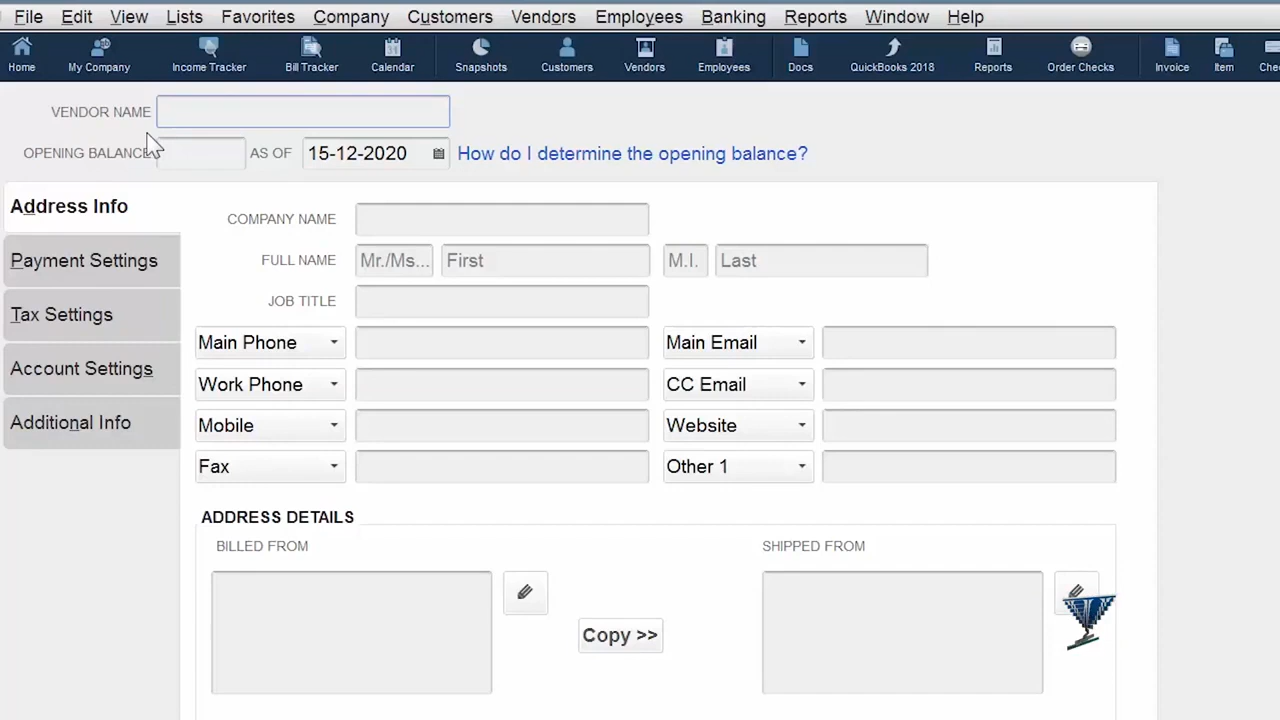 File Edit View Lists Favorites Company Customers Vendors Employees Banking Reports Window Help
Home My Company Income Tracker Bill Tracker Calendar Snapshots Customers Vendors Employees Docs QuickBooks 2018 Reports Order Checks Invoice Item
VENDOR NAME
OPENING BALANCE AS OF 15-12-2020 How do I determine the opening balance?
Address Info
COMPANY NAME
Payment Settings
FULL NAME Mr./Ms... First M.I. Last
JOB TITLE
Tax Settings
Main Phone Main Email
Account Settings
Work Phone CC Email
Additional Info
Mobile Website
Fax Other 1
ADDRESS DETAILS
BILLED FROM SHIPPED FROM
Copy >>